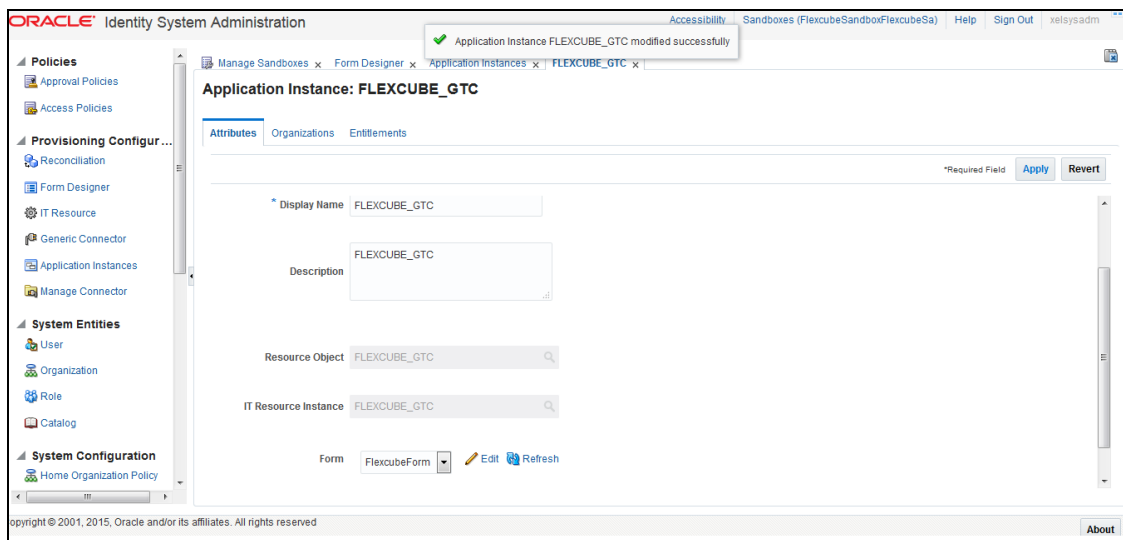 ORACLE Identity System Administration
Accessibility Sandboxes (FlexcubeSandboxFlexcubeSa) Help Sign Out xelsysadm
Application Instance FLEXCUBE_GTC modified successfully
Policies
Approval Policies
Access Policies
Provisioning Configur...
Reconciliation
Form Designer
IT Resource
Generic Connector
Application Instances
Manage Connector
System Entities
User
Organization
Role
Catalog
System Configuration
Home Organization Policy
Manage Sandboxes x Form Designer x Application Instances x FLEXCUBE_GTC x
Application Instance: FLEXCUBE_GTC
Attributes Organizations Entitlements
*Required Field Apply Revert
* Display Name FLEXCUBE_GTC
Description FLEXCUBE_GTC
Resource Object FLEXCUBE_GTC
IT Resource Instance FLEXCUBE_GTC
Form FlexcubeForm Edit Refresh
opyright © 2001, 2015, Oracle and/or its affiliates. All rights reserved
About